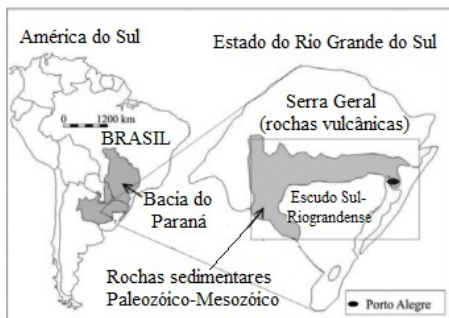 América do Sul
Estado do Rio Grande do Sul
0 1200 km
BRASIL
Serra Geral
(rochas vulcânicas)
Bacia do
Paraná
Escudo Sul-
Riograndense
Rochas sedimentares
Paleozóico-Mesozóico
Porto Alegre